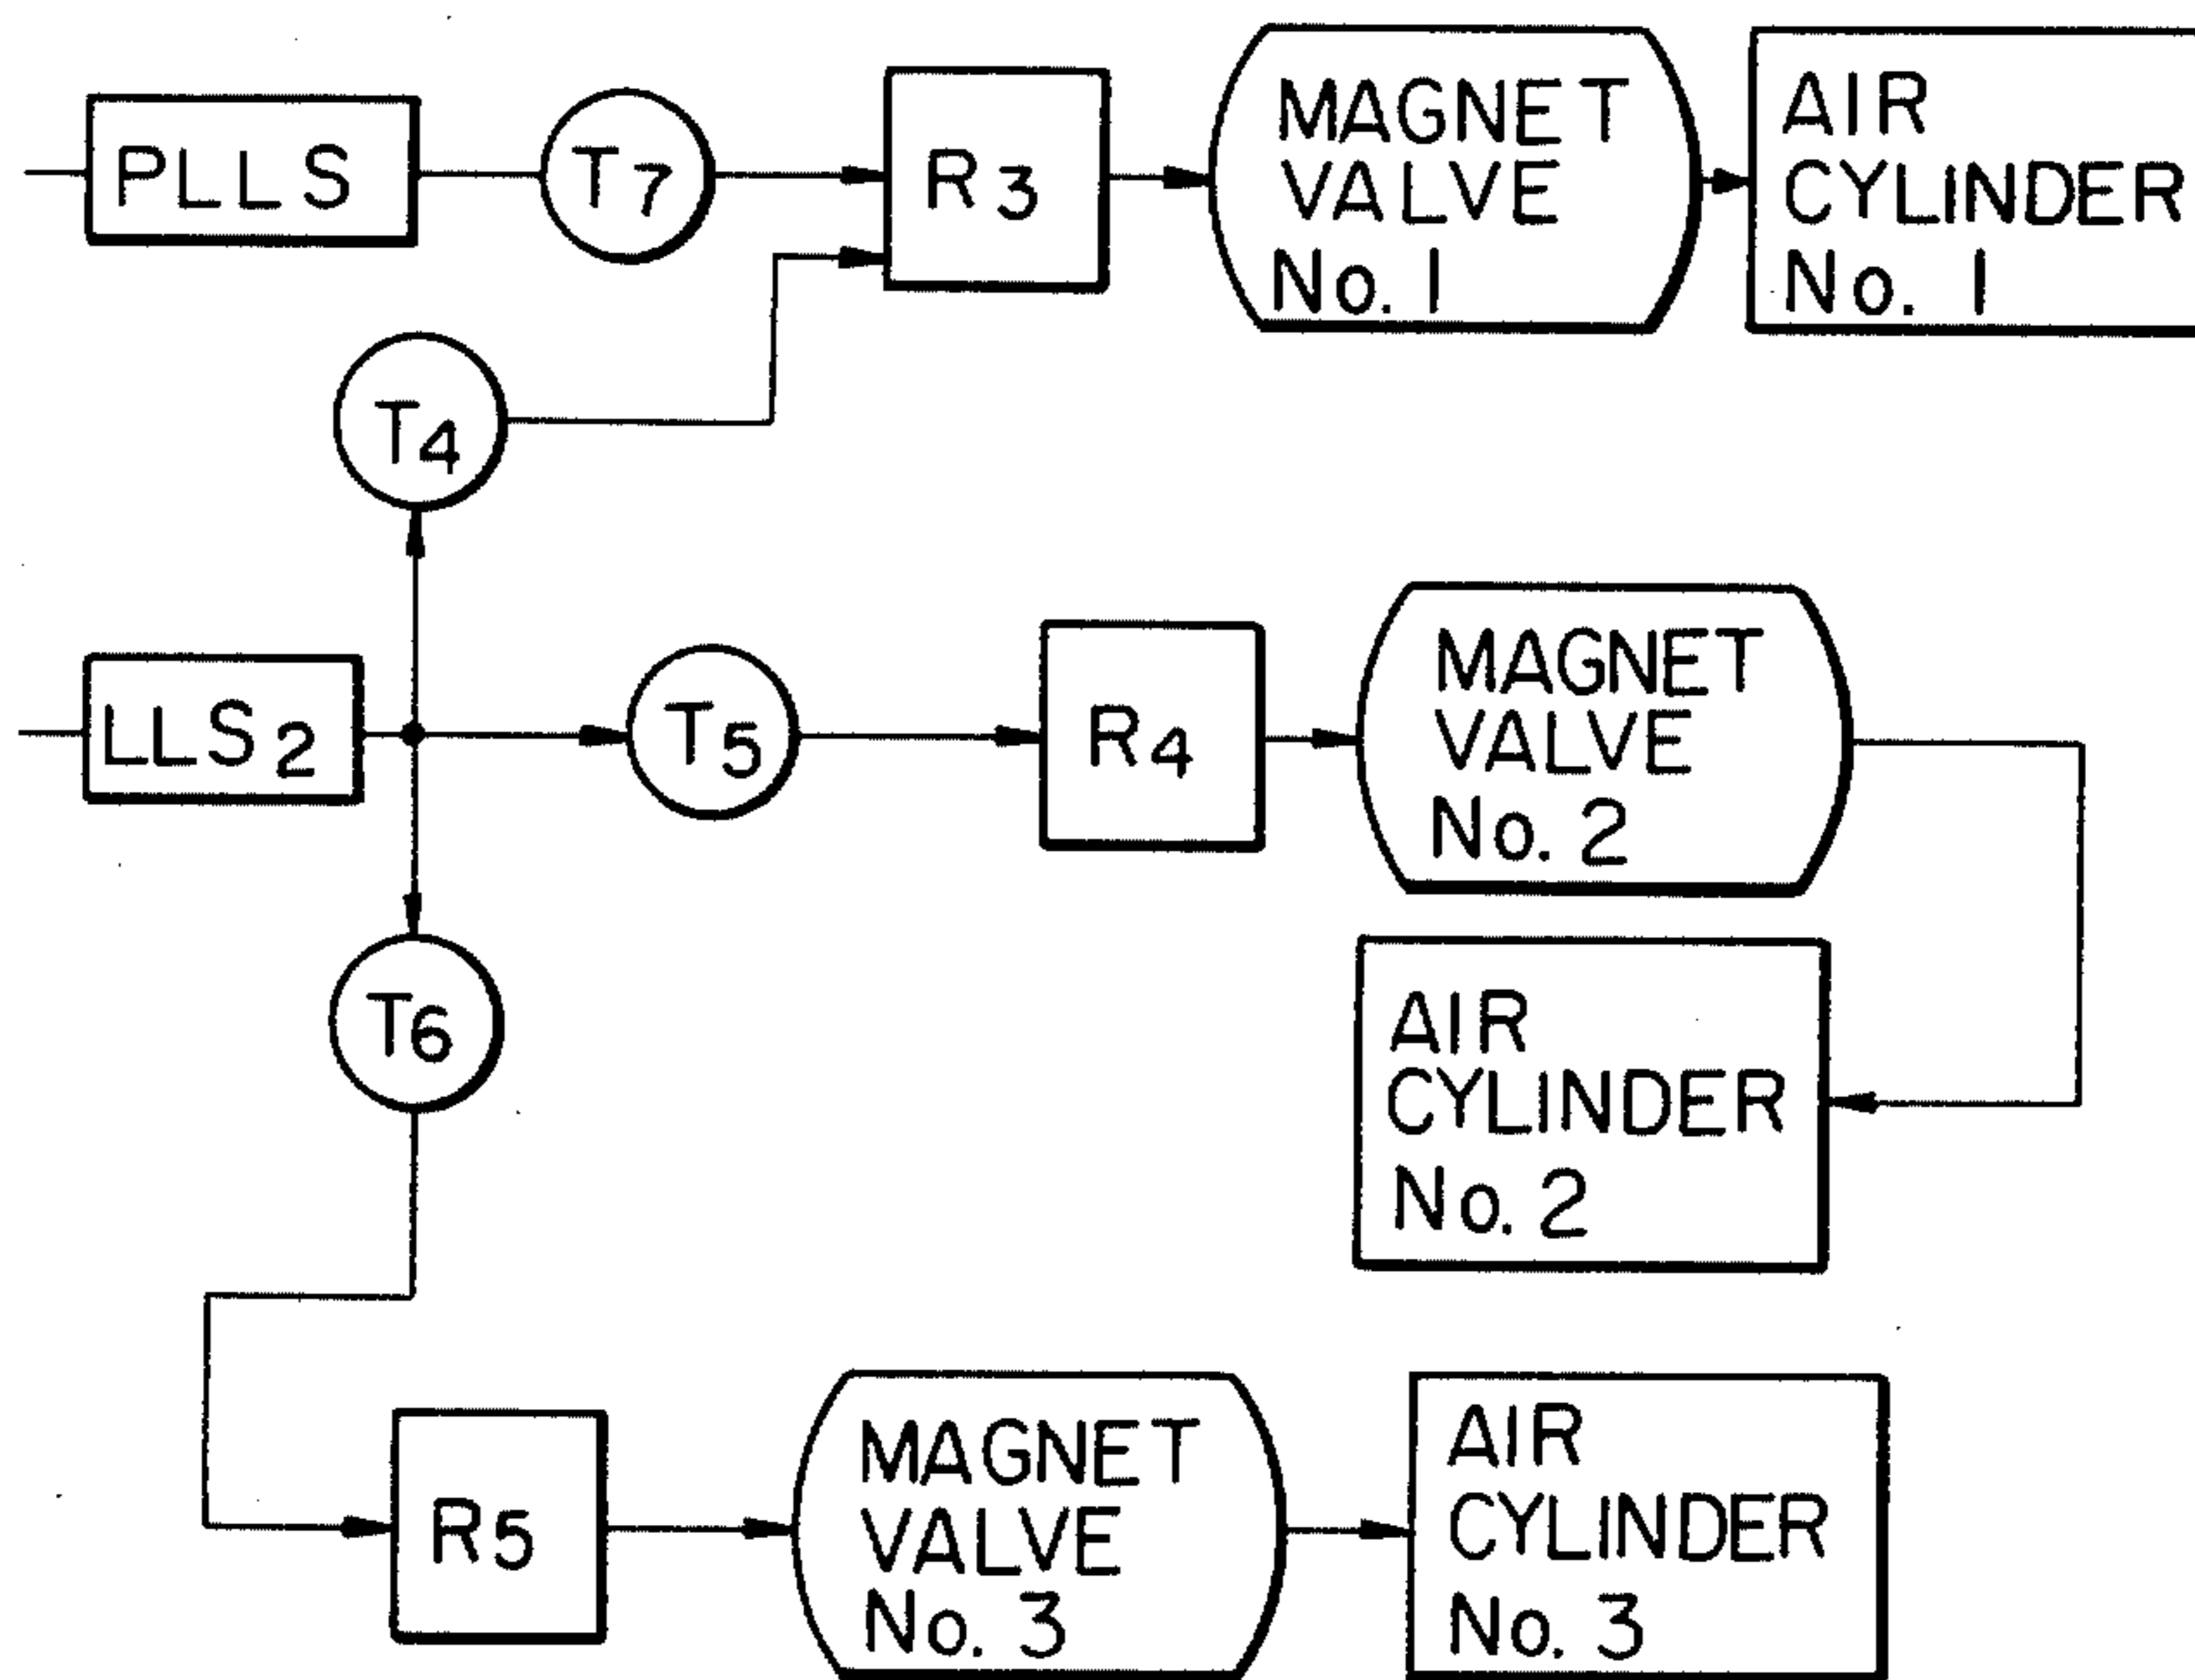 PLLS
T7
R3
MAGNET
VALVE
No. 1
AIR
CYLINDER
No. 1
T4
LLS2
T5
R4
MAGNET
VALVE
No. 2
T6
AIR
CYLINDER
No. 2
R5
MAGNET
VALVE
No. 3
AIR
CYLINDER
No. 3